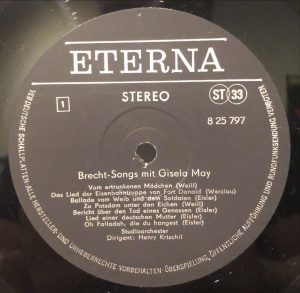 ETERNA
STEREO
1
ST 33
8 25 797
Brecht-Songs mit Gisela May
Vom ertrunkenen Mädchen (Weill)
Das Lied der Eisenbahntruppe von Fort Donald (Werzlau)
Ballade vom Weib und dem Soldaten (Eisler)
Zu Potsdam unter den Eichen (Weill)
Bericht über den Tod eines Genossen (Eisler)
Lied einer deutschen Mutter (Eisler)
Oh Falladah, die du hangest (Eisler)
Studioorchester
Dirigent: Henry Krtschil
VEB DEUTSCHE SCHALLPLATTEN · ALLE HERSTELLER- UND URHEBERRECHTE VORBEHALTEN · ÜBERSPIELUNG, ÖFFENTLICHE AUFFÜHRUNG UND RUNDFUNKSENDUNG VERBOTEN